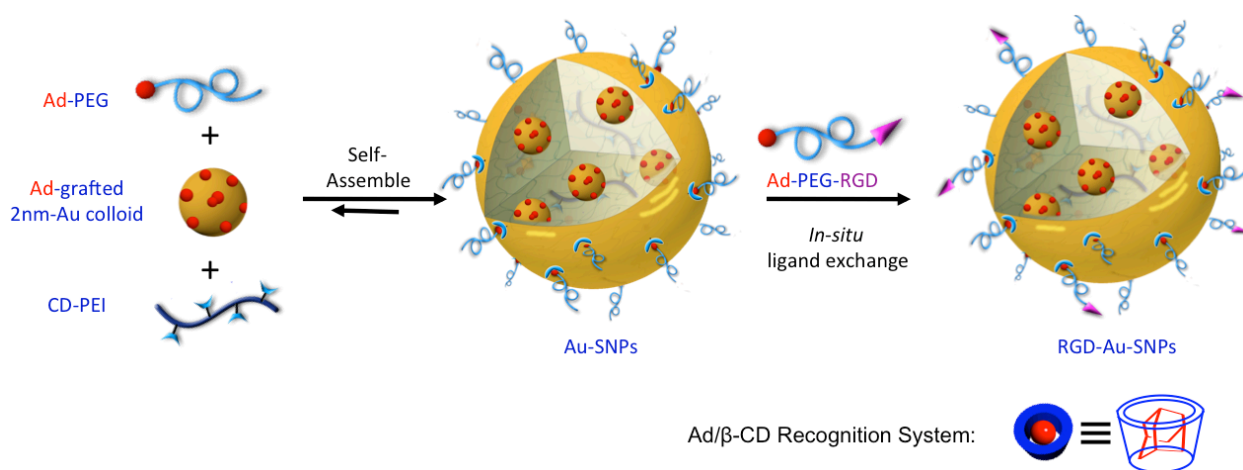 Ad-PEG
+
Ad-grafted
2nm-Au colloid
+
CD-PEI
Self-
Assemble
Au-SNPs
Ad-PEG-RGD
In-situ
ligand exchange
RGD-Au-SNPs
Ad/β-CD Recognition System: ≡